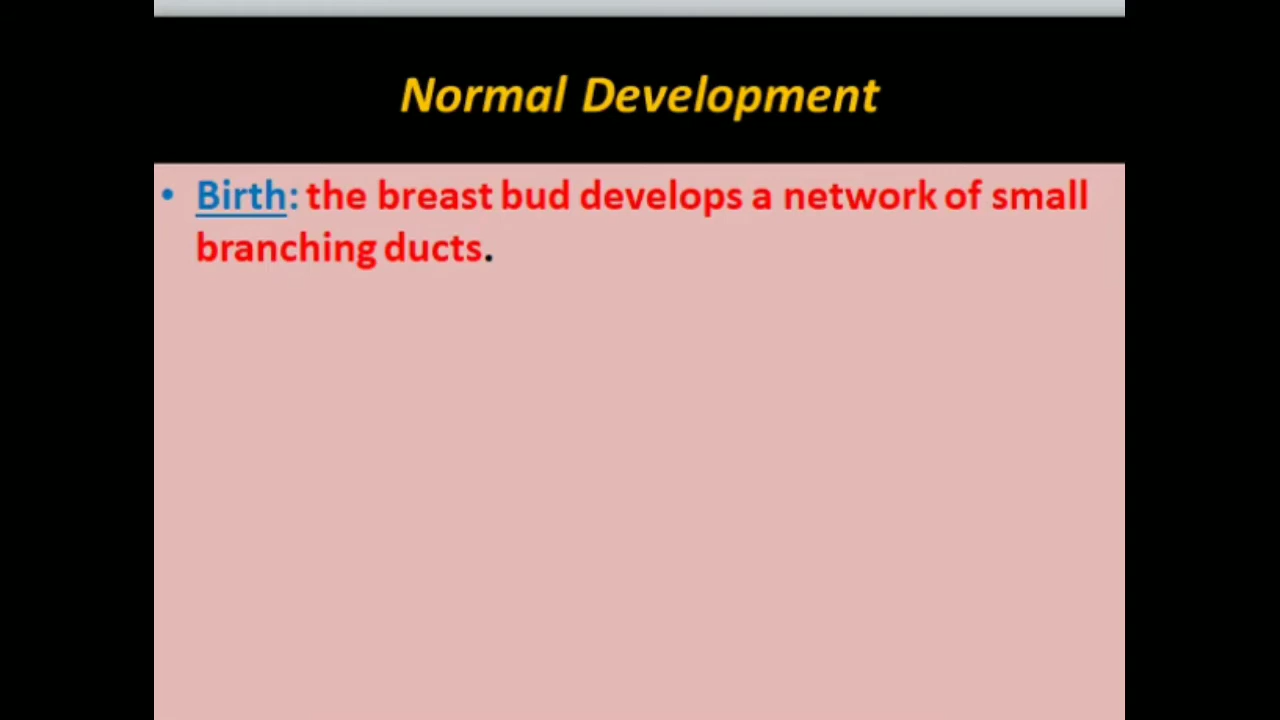 Normal Development
• Birth: the breast bud develops a network of small
branching ducts.